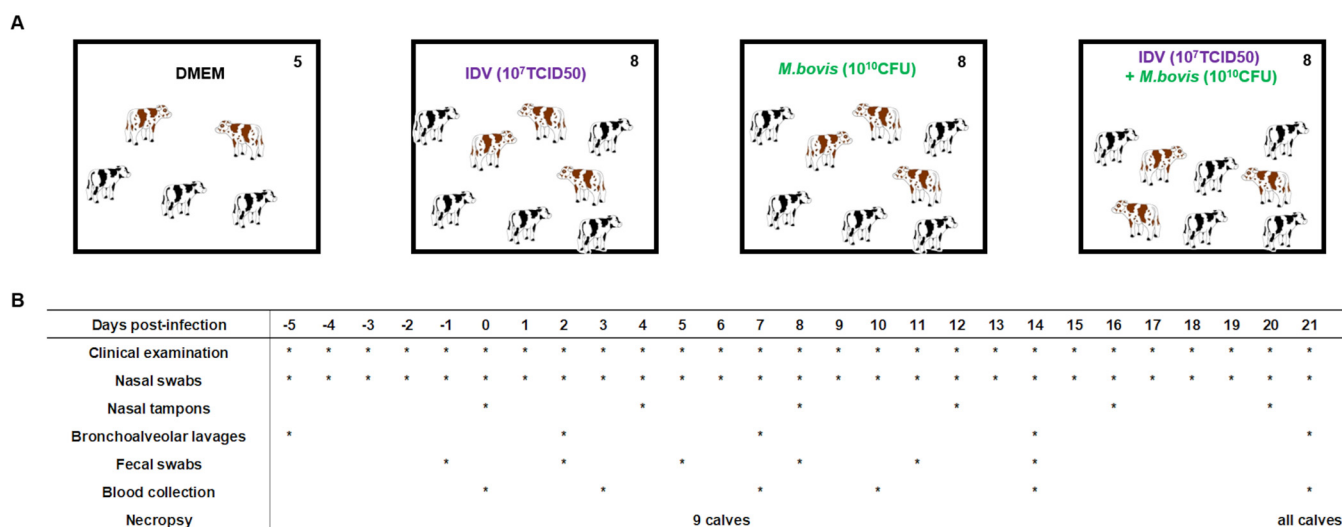 A
5
DMEM
8
IDV (10⁷TCID50)
8
M.bovis (10¹⁰CFU)
8
IDV (10⁷TCID50)
+ M.bovis (10¹⁰CFU)
B
Days post-infection -5 -4 -3 -2 -1 0 1 2 3 4 5 6 7 8 9 10 11 12 13 14 15 16 17 18 19 20 21
Clinical examination * * * * * * * * * * * * * * * * * * * * * * * * * * *
Nasal swabs * * * * * * * * * * * * * * * * * * * * * * * * * * *
Nasal tampons * * * * * *
Bronchoalveolar lavages * * * * *
Fecal swabs * * * * * *
Blood collection * * * * * *
Necropsy 9 calves all calves